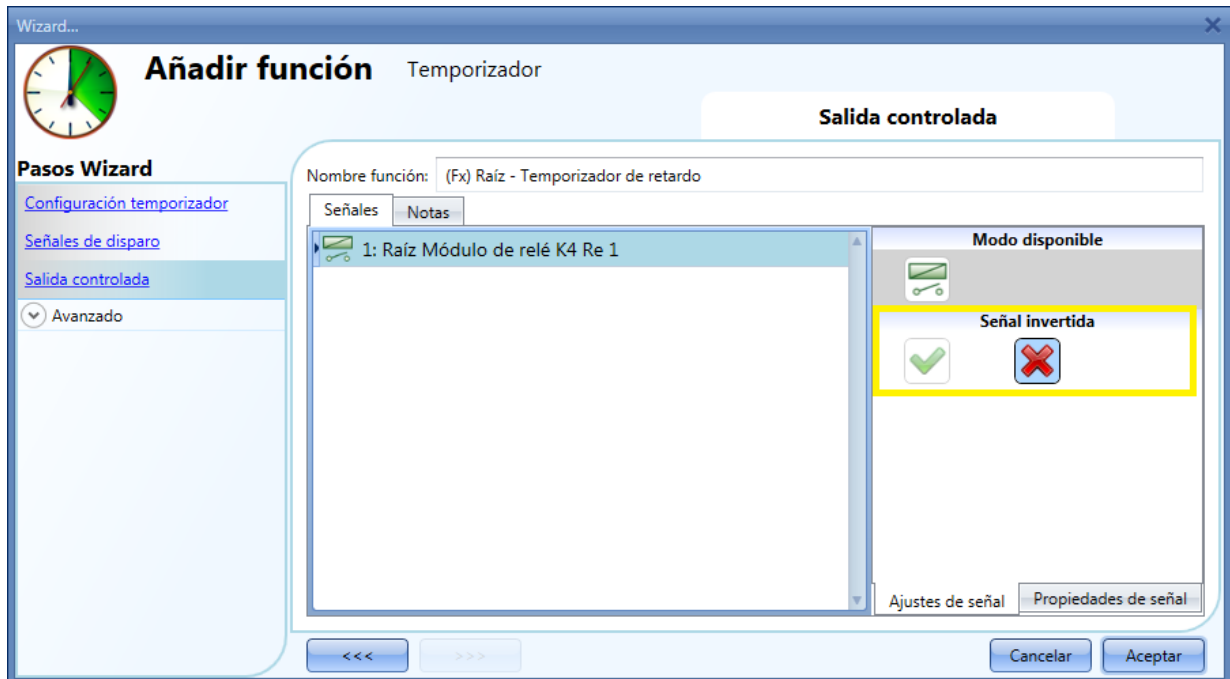 Wizard...
Añadir función Temporizador
Salida controlada
Pasos Wizard
Configuración temporizador
Señales de disparo
Salida controlada
Avanzado
Nombre función: (Fx) Raíz - Temporizador de retardo
Señales Notas
1: Raíz Módulo de relé K4 Re 1
Modo disponible
Señal invertida
Ajustes de señal Propiedades de señal
<<< >>> Cancelar Aceptar